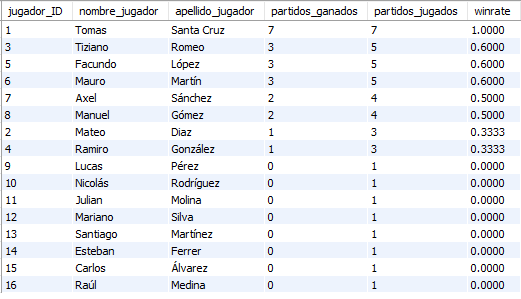 jugador_ID nombre_jugador apellido_jugador partidos_ganados partidos_jugados winrate
1 Tomas Santa Cruz 7 7 1.0000
3 Tiziano Romeo 3 5 0.6000
5 Facundo López 3 5 0.6000
6 Mauro Martín 3 5 0.6000
7 Axel Sánchez 2 4 0.5000
8 Manuel Gómez 2 4 0.5000
2 Mateo Diaz 1 3 0.3333
4 Ramiro González 1 3 0.3333
9 Lucas Pérez 0 1 0.0000
10 Nicolás Rodríguez 0 1 0.0000
11 Julian Molina 0 1 0.0000
12 Mariano Silva 0 1 0.0000
13 Santiago Martínez 0 1 0.0000
14 Esteban Ferrer 0 1 0.0000
15 Carlos Álvarez 0 1 0.0000
16 Raúl Medina 0 1 0.0000